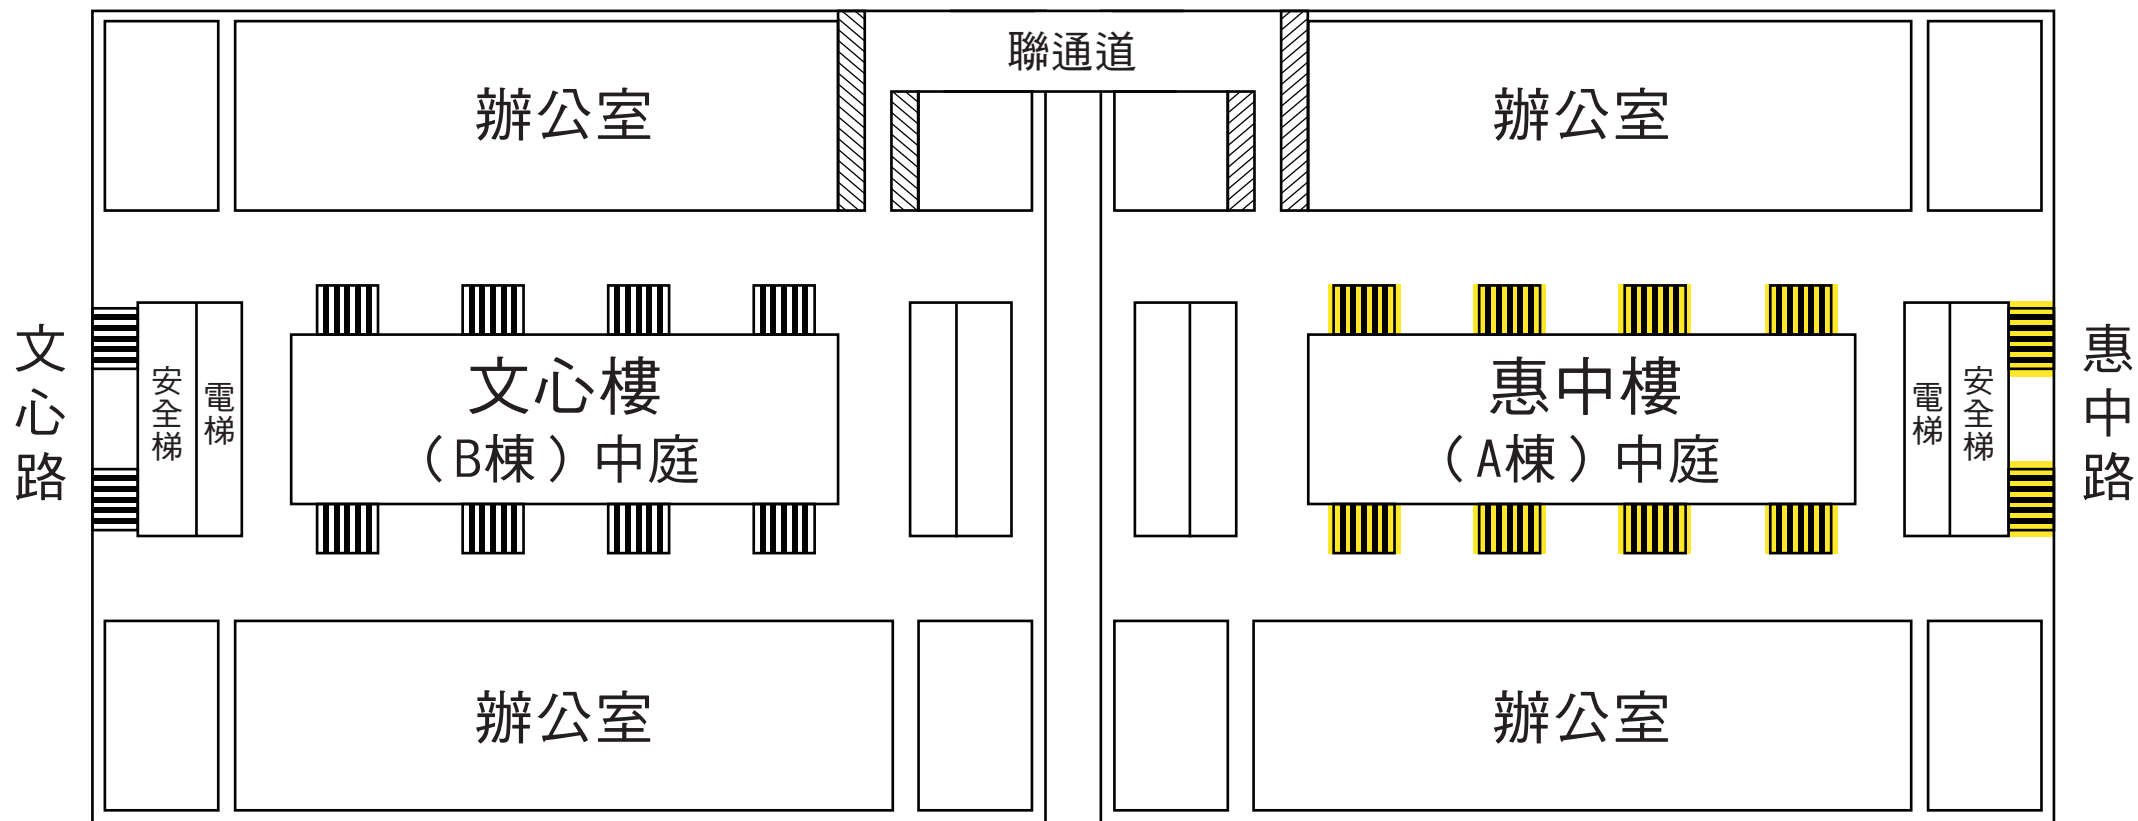 聯通道
辦公室
辦公室
文心路
安全梯
電梯
文心樓
（B棟）中庭
惠中樓
（A棟）中庭
電梯
安全梯
惠中路
辦公室
辦公室